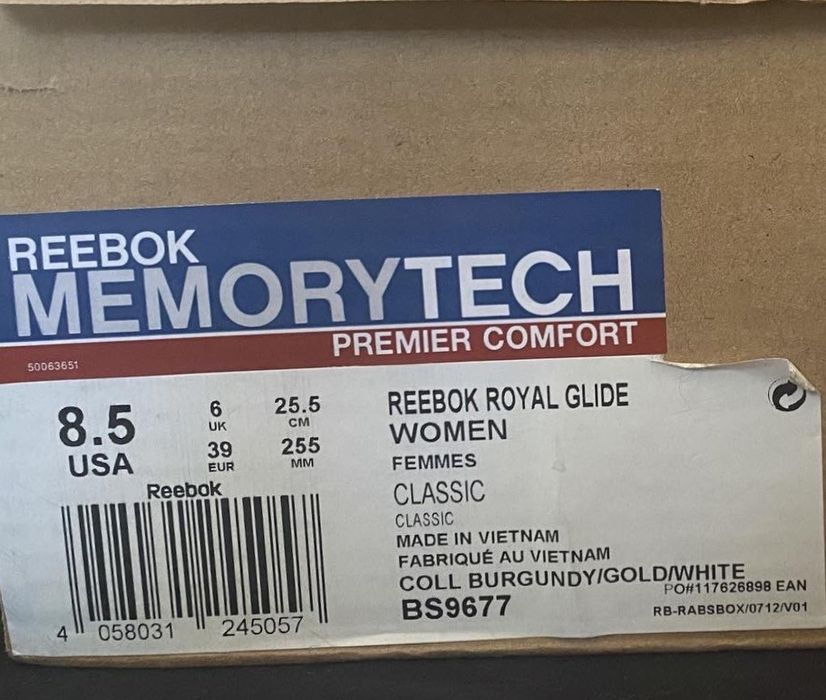 REEBOK
MEMORYTECH
PREMIER COMFORT
50063651
8.5
USA
6
UK
39
EUR
25.5
CM
255
MM
Reebok
4 058031 245057
REEBOK ROYAL GLIDE
WOMEN
FEMMES
CLASSIC
CLASSIC
MADE IN VIETNAM
FABRIQUÉ AU VIETNAM
COLL BURGUNDY/GOLD/WHITE
PO#117626898 EAN
BS9677
RB-RABSBOX/0712/V01